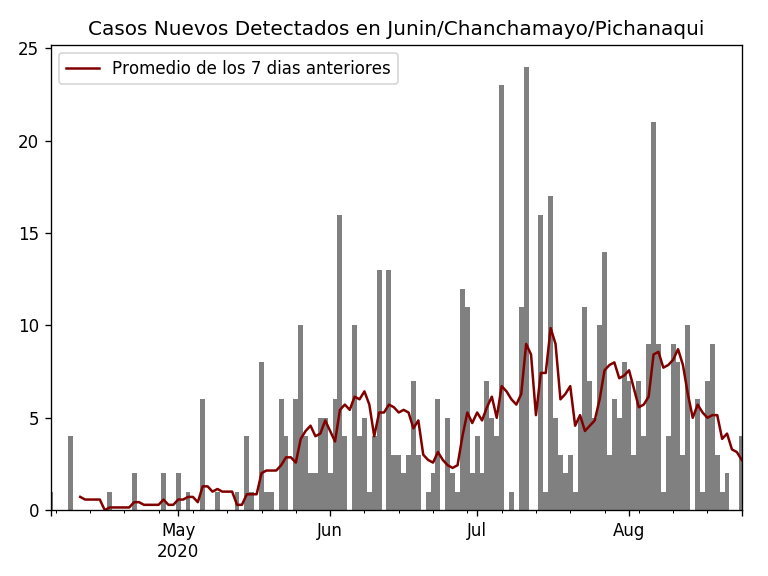 Casos Nuevos Detectados en Junin/Chanchamayo/Pichanaqui
Promedio de los 7 dias anteriores
25
20
15
10
5
0
May
2020
Jun
Jul
Aug